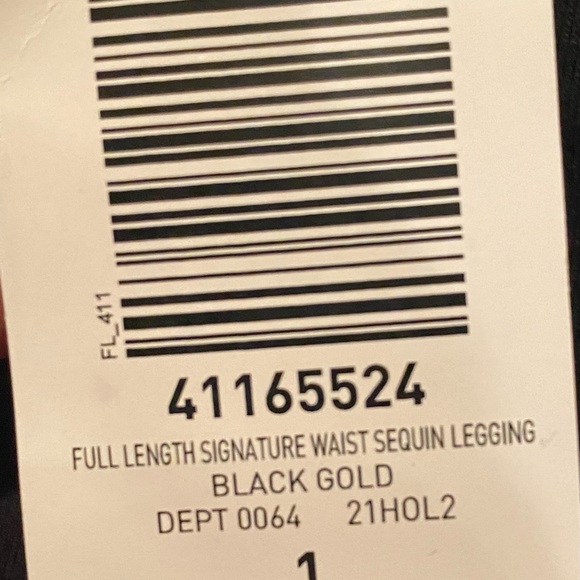 FL_411
41165524
FULL LENGTH SIGNATURE WAIST SEQUIN LEGGING
BLACK GOLD
DEPT 0064 21HOL2
1